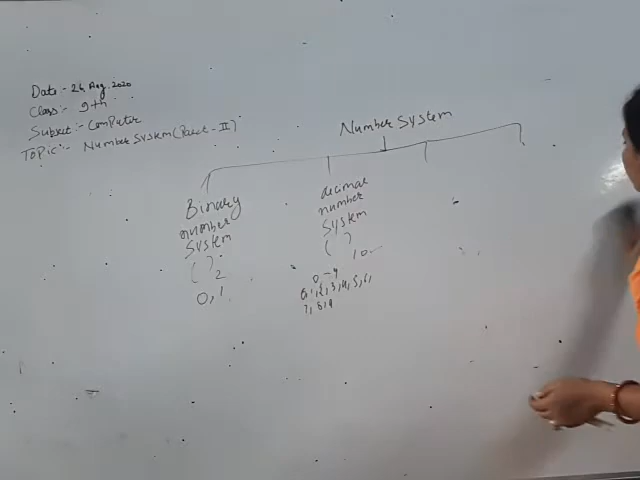 Date :- 24 Aug. 2020
Class :- 9th
Subject :- Computer
Topic :- Number System (Part - II)
Number System
Binary
number
System
( )2
0, 1
decimal
number
System
( )10
0 - 9
0, 1, 2, 3, 4, 5, 6,
7, 8, 9